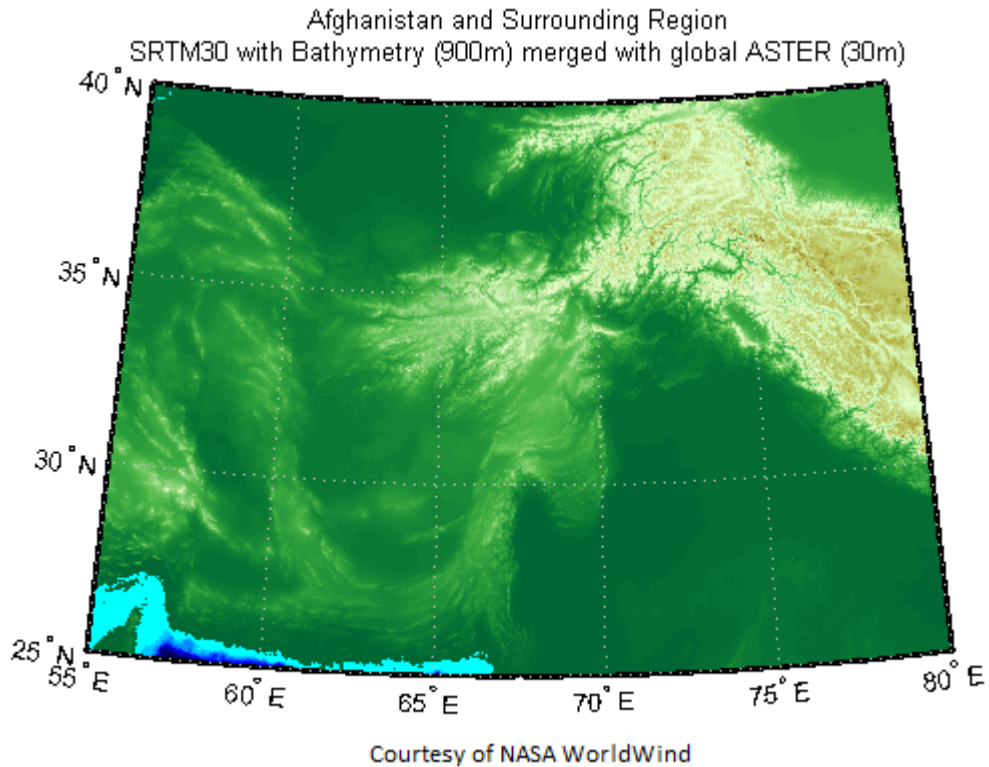 Afghanistan and Surrounding Region
SRTM30 with Bathymetry (900m) merged with global ASTER (30m)
40°N
35°N
30°N
25°N
55°E
60°E
65°E
70°E
75°E
80°E
Courtesy of NASA WorldWind